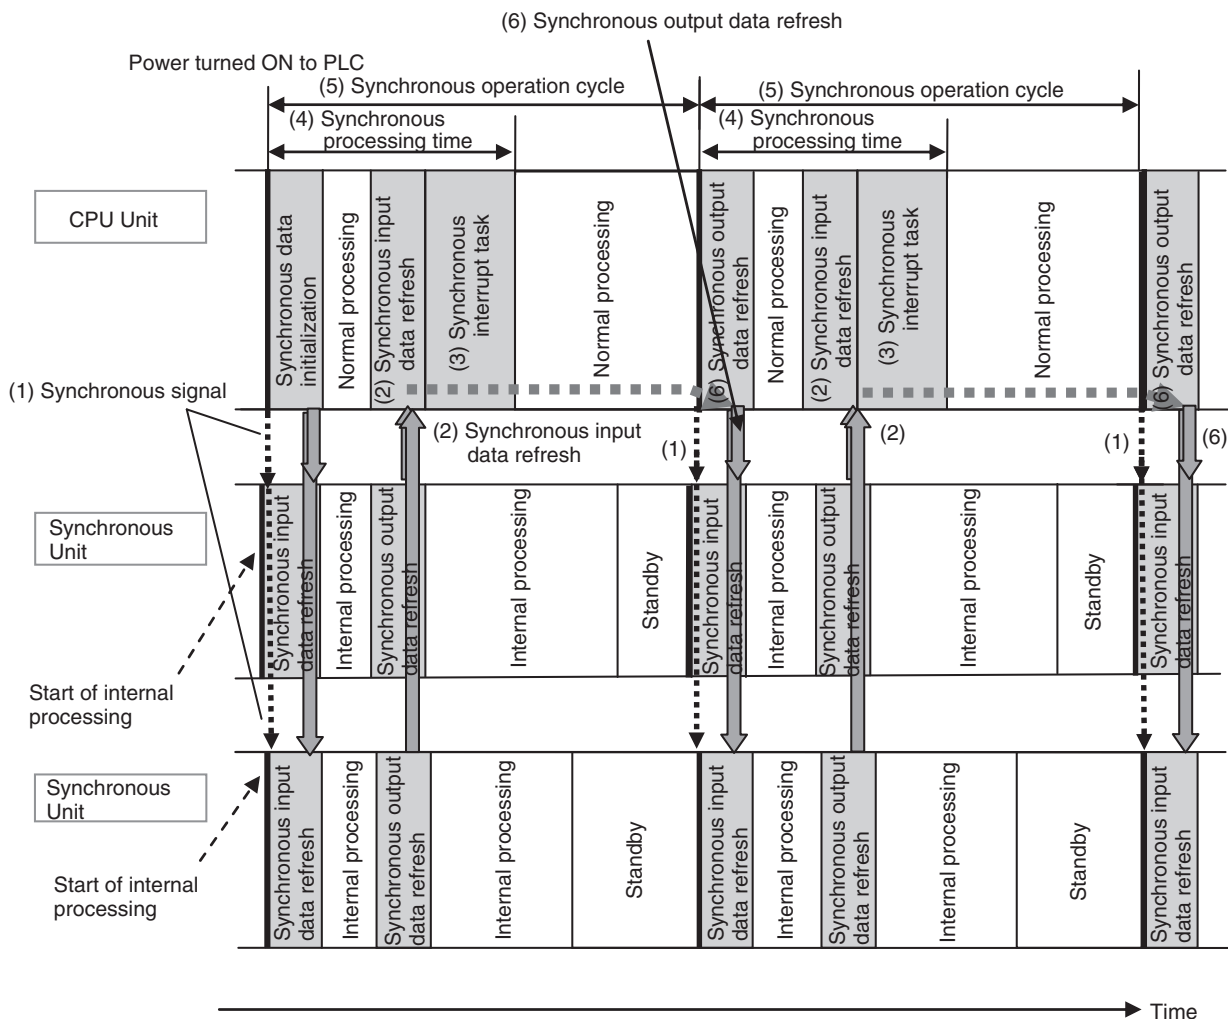 (6) Synchronous output data refresh
Power turned ON to PLC
(5) Synchronous operation cycle
(5) Synchronous operation cycle
(4) Synchronous
processing time
(4) Synchronous
processing time
CPU Unit
Synchronous data
initialization
Normal processing
(2) Synchronous input
data refresh
(3) Synchronous
interrupt task
Normal processing
(6) Synchronous output
data refresh
Normal processing
(2) Synchronous input
data refresh
(3) Synchronous
interrupt task
Normal processing
(6) Synchronous output
data refresh
(1) Synchronous signal
(2) Synchronous input
data refresh
(1)
(2)
(1)
(6)
Synchronous
Unit
Synchronous input
data refresh
Internal processing
Synchronous output
data refresh
Internal processing
Standby
Synchronous input
data refresh
Internal processing
Synchronous output
data refresh
Internal processing
Standby
Synchronous input
data refresh
Start of internal
processing
Synchronous
Unit
Synchronous input
data refresh
Internal processing
Synchronous output
data refresh
Internal processing
Standby
Synchronous input
data refresh
Internal processing
Synchronous output
data refresh
Internal processing
Standby
Synchronous input
data refresh
Start of internal
processing
Time